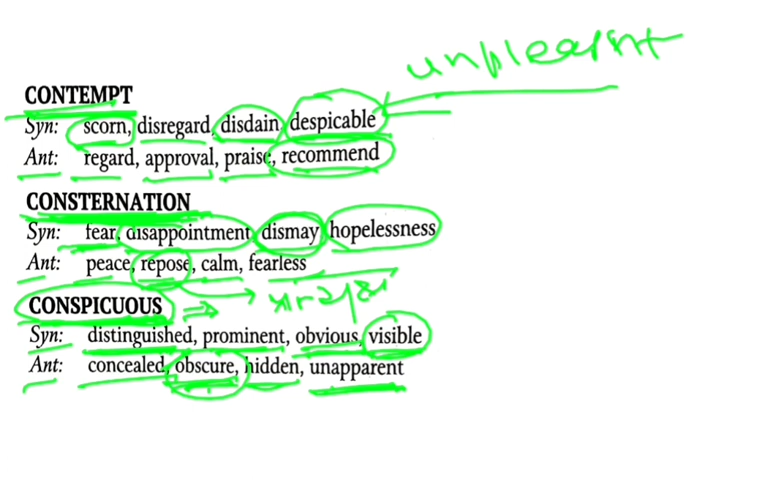 unpleasnt
CONTEMPT
Syn: scorn, disregard, disdain, despicable
Ant: regard, approval, praise, recommend
CONSTERNATION
Syn: fear, disappointment, dismay, hopelessness
Ant: peace, repose, calm, fearless
CONSPICUOUS
Syn: distinguished, prominent, obvious, visible
Ant: concealed, obscure, hidden, unapparent